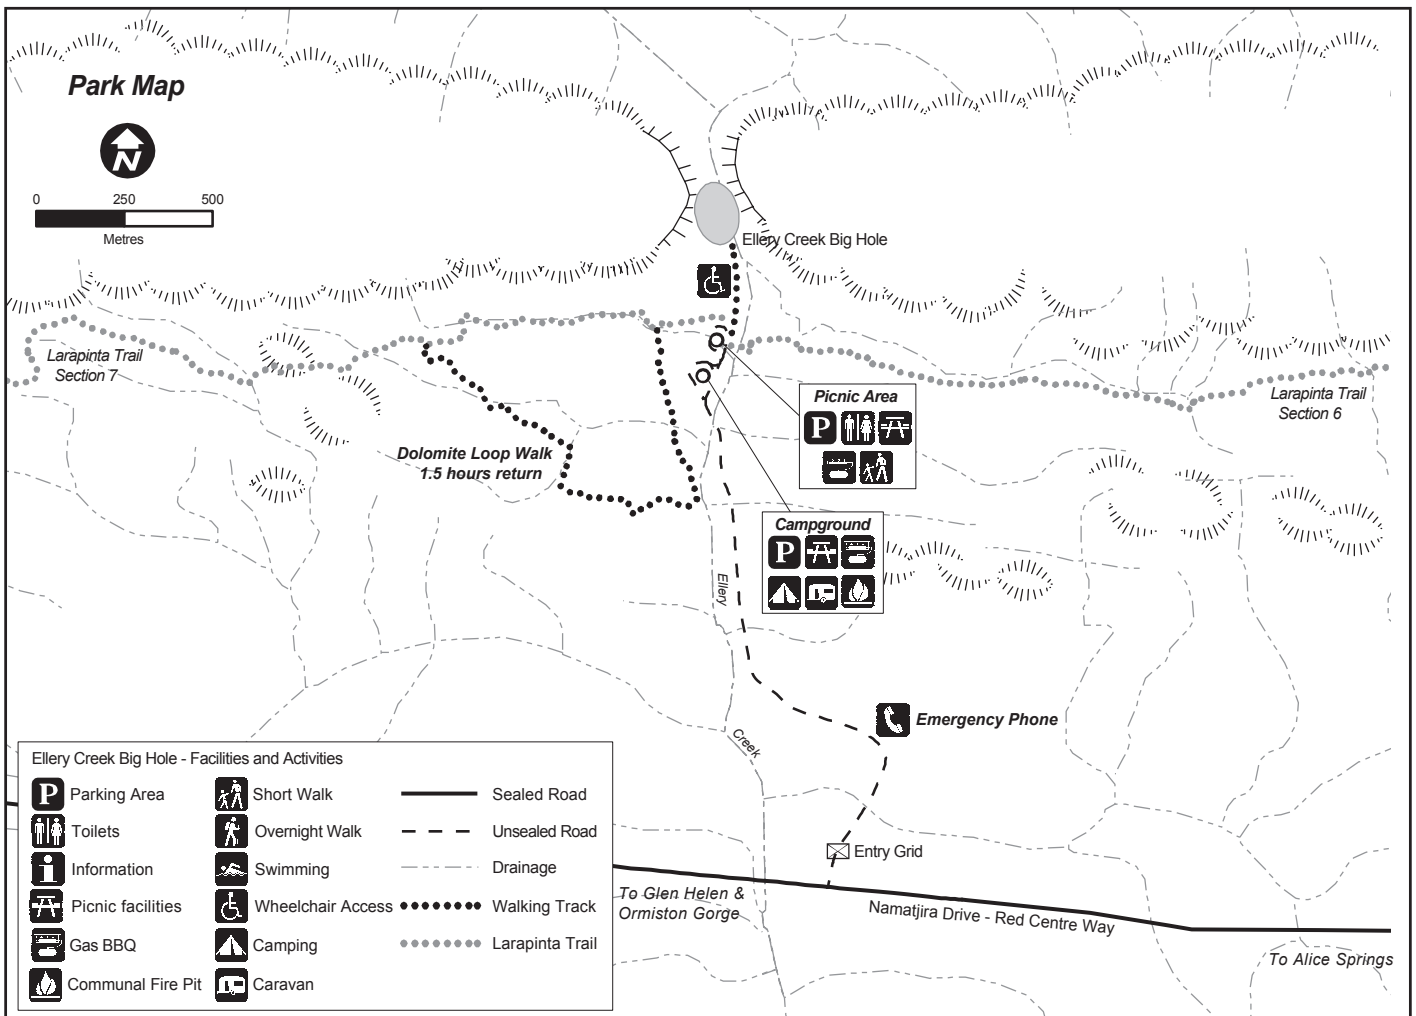 Park Map
N
0 250 500
Metres
Ellery Creek Big Hole
Larapinta Trail
Section 7
Larapinta Trail
Section 6
Picnic Area
P
Dolomite Loop Walk
1.5 hours return
Campground
P
Ellery
Creek
Emergency Phone
Entry Grid
To Glen Helen &
Ormiston Gorge
Namatjira Drive - Red Centre Way
To Alice Springs
Ellery Creek Big Hole - Facilities and Activities
P Parking Area
Toilets
i Information
Picnic facilities
Gas BBQ
Communal Fire Pit
Short Walk
Overnight Walk
Swimming
Wheelchair Access
Camping
Caravan
Sealed Road
Unsealed Road
Drainage
Walking Track
Larapinta Trail